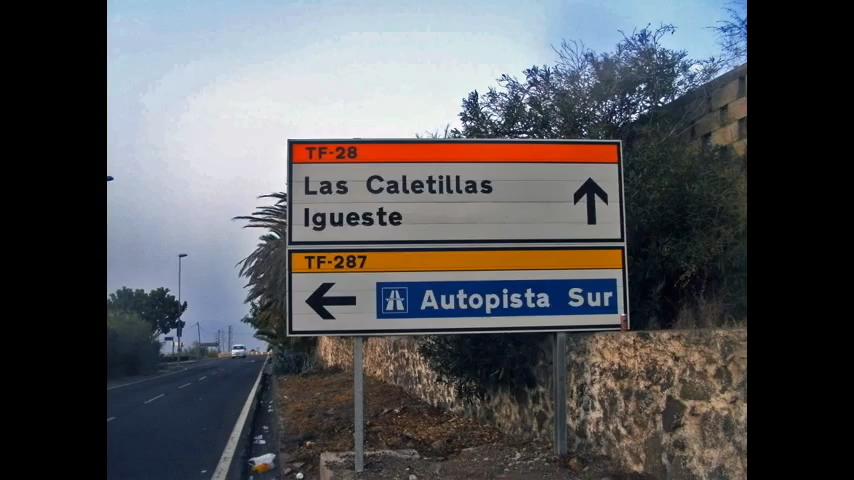 TF-28
Las Caletillas
Igueste
TF-287
Autopista Sur